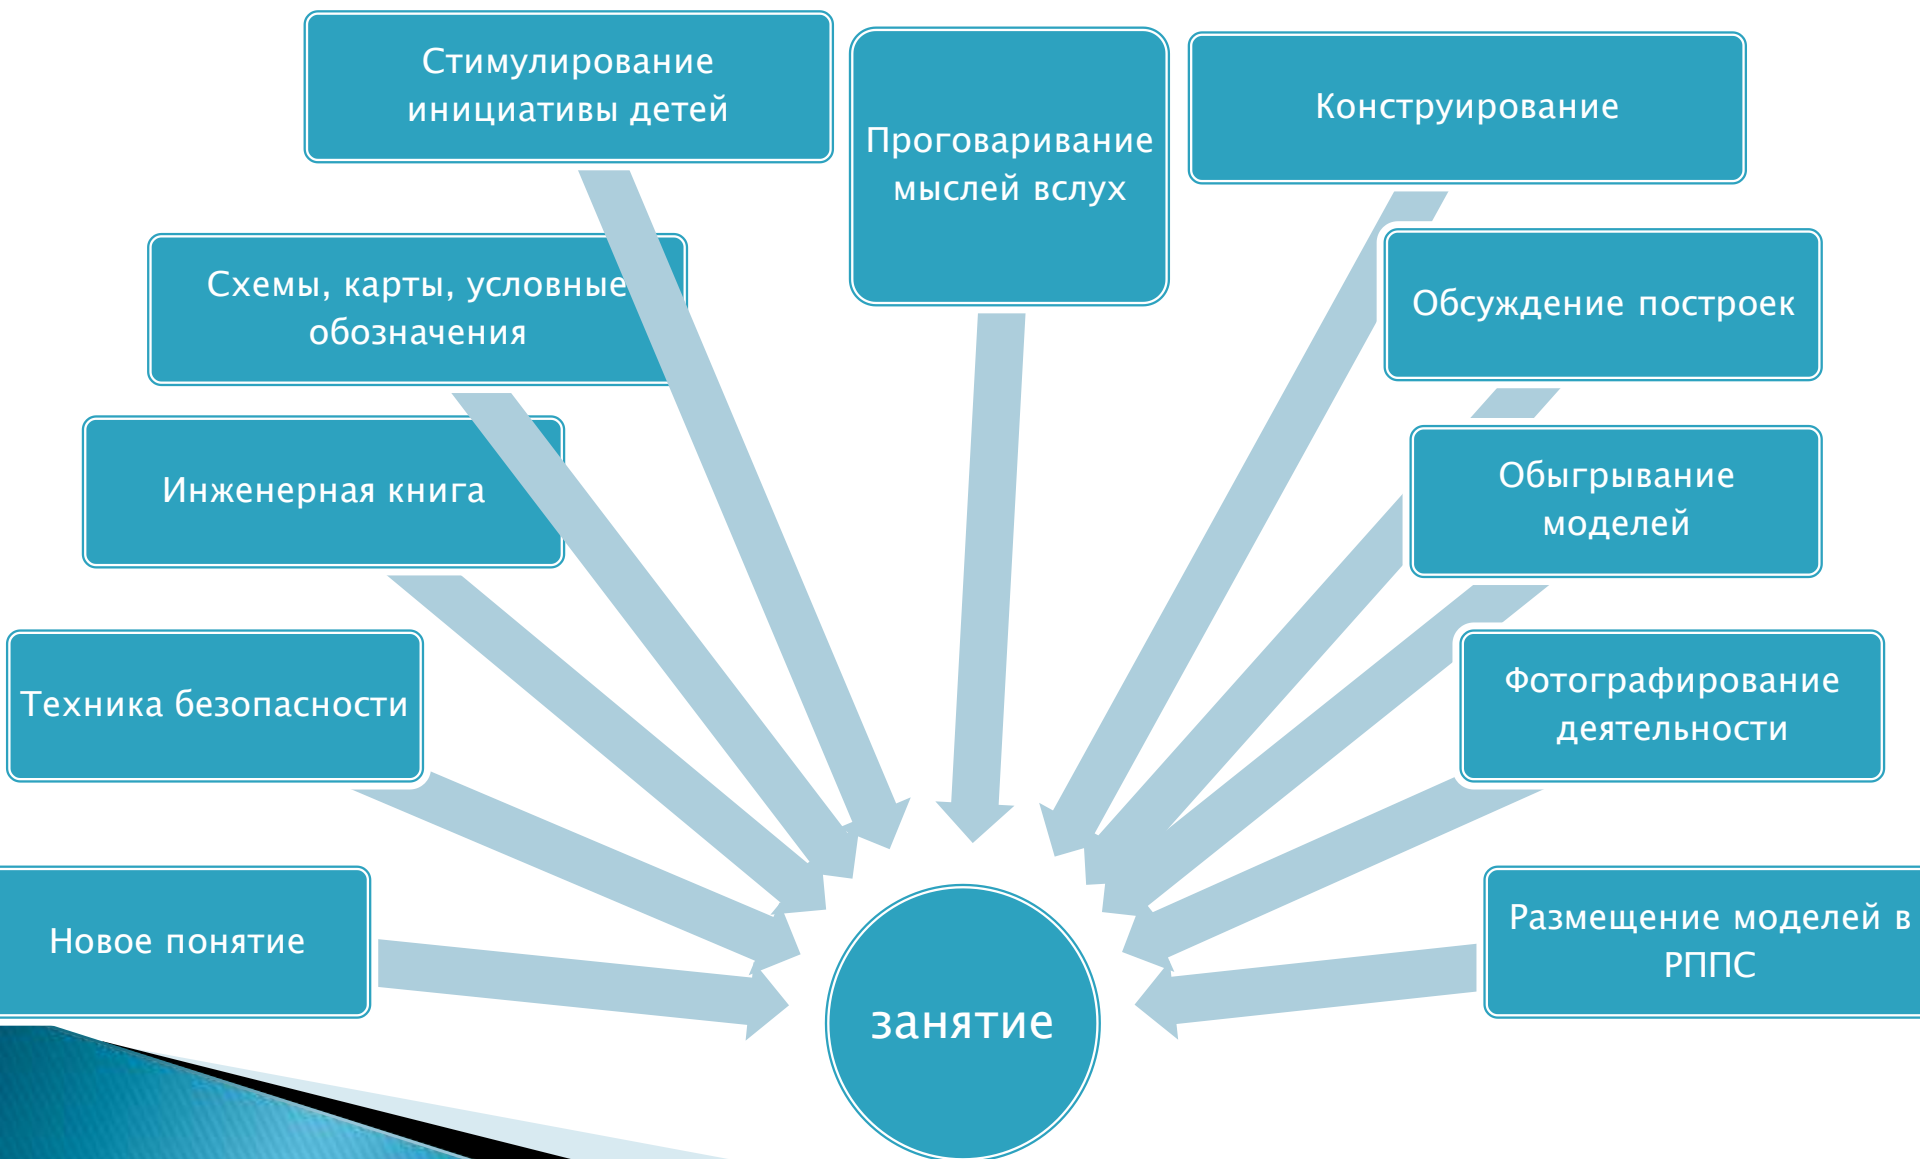 Стимулирование
инициативы детей
Проговаривание
мыслей вслух
Конструирование
Схемы, карты, условные
обозначения
Обсуждение построек
Инженерная книга
Обыгрывание
моделей
Техника безопасности
Фотографирование
деятельности
Новое понятие
Размещение моделей в
РППС
занятие